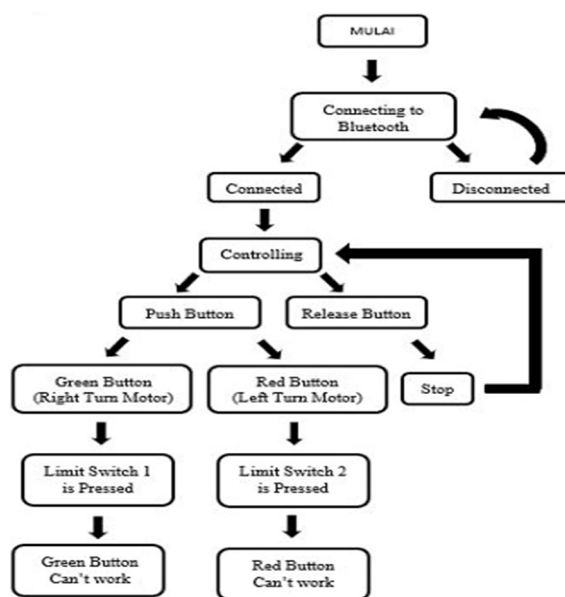 MULAI
Connecting to
Bluetooth
Connected
Disconnected
Controlling
Push Button
Release Button
Green Button
(Right Turn Motor)
Red Button
(Left Turn Motor)
Stop
Limit Switch 1
is Pressed
Limit Switch 2
is Pressed
Green Button
Can't work
Red Button
Can't work